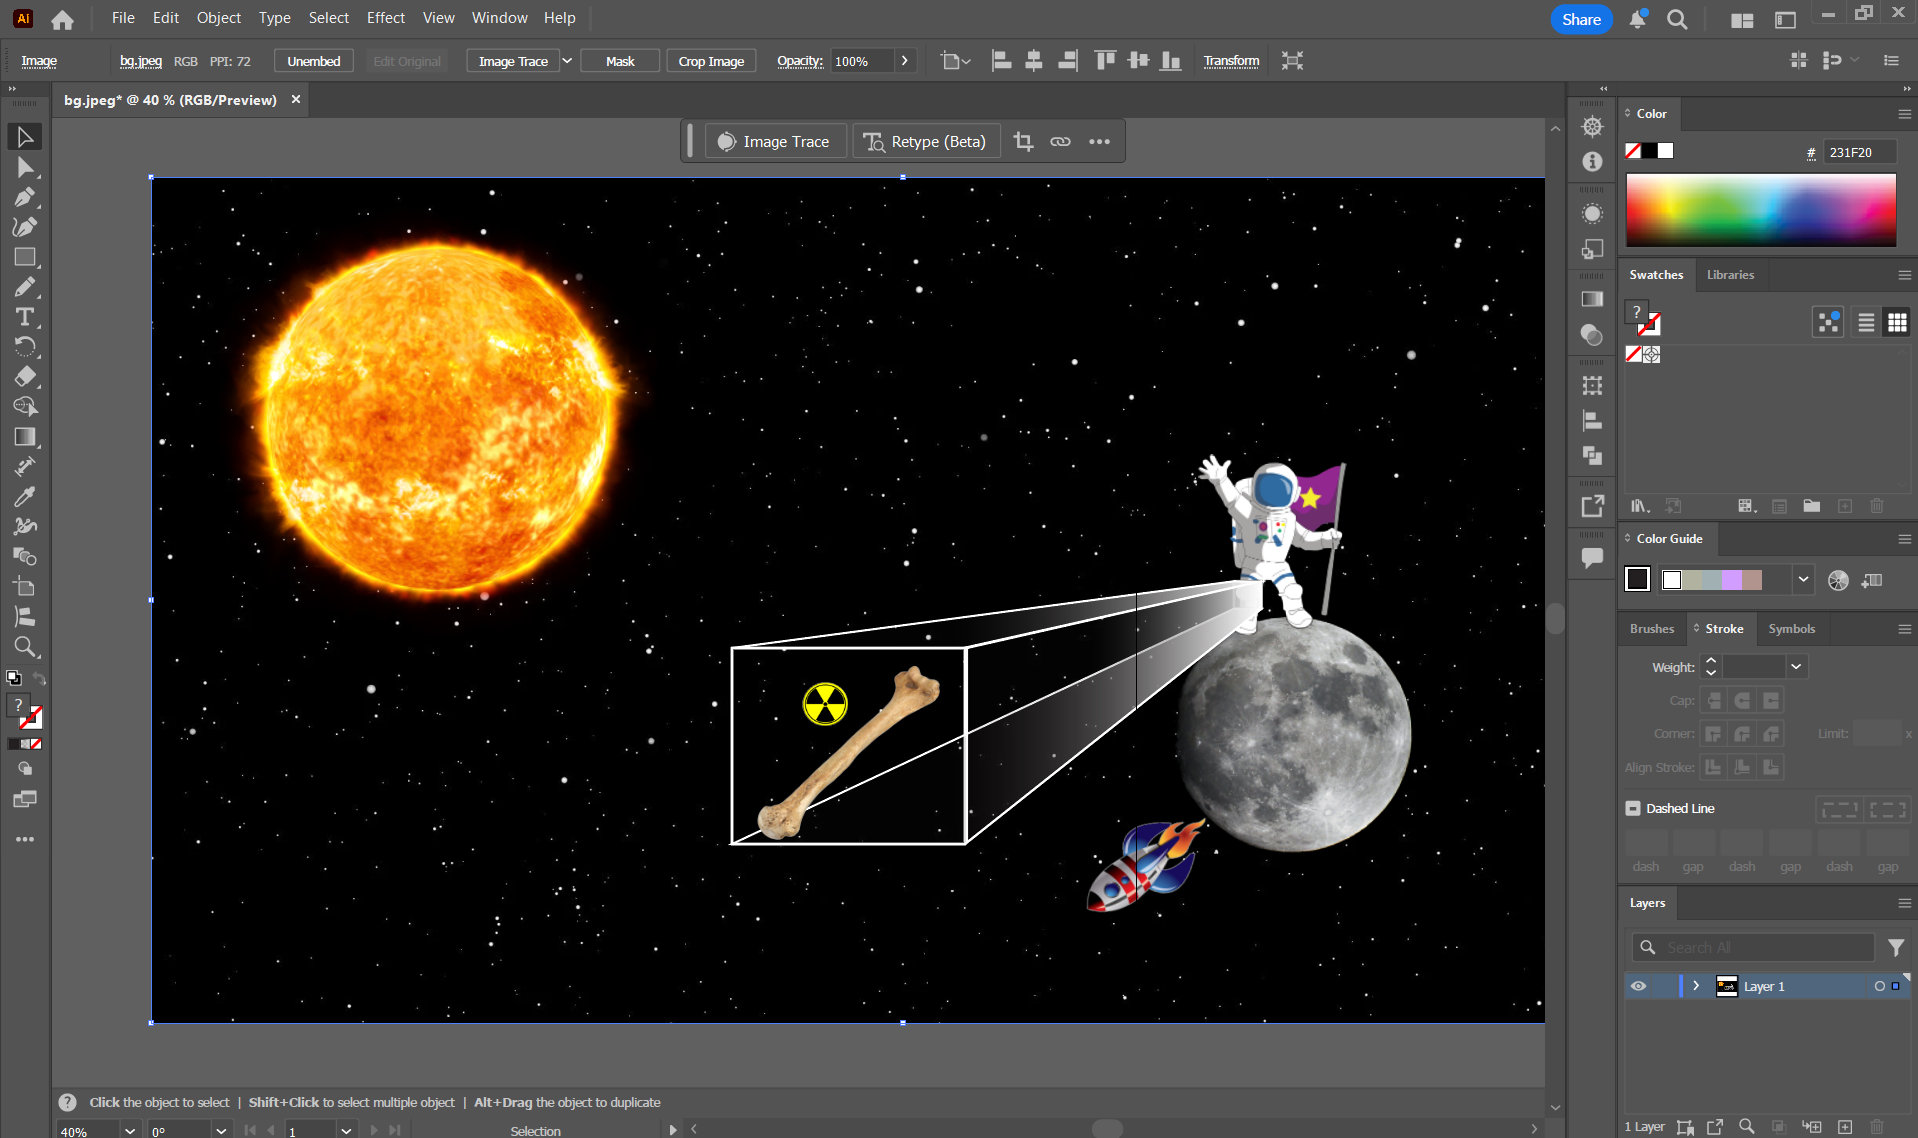 Ai File Edit Object Type Select Effect View Window Help Share
Image bg.jpeg RGB PPI: 72 Unembed Edit Original Image Trace Mask Crop Image Opacity: 100% Transform
bg.jpeg* @ 40 % (RGB/Preview) ×
Image Trace Retype (Beta)
Color
# 231F20
Swatches Libraries
?
Color Guide
Brushes Stroke Symbols
Weight:
Cap:
Corner: Limit: x
Align Stroke:
Dashed Line
dash gap dash gap dash gap
Layers
Search All
Layer 1
1 Layer
?
? Click the object to select | Shift+Click to select multiple object | Alt+Drag the object to duplicate
40% 0° 1 Selection